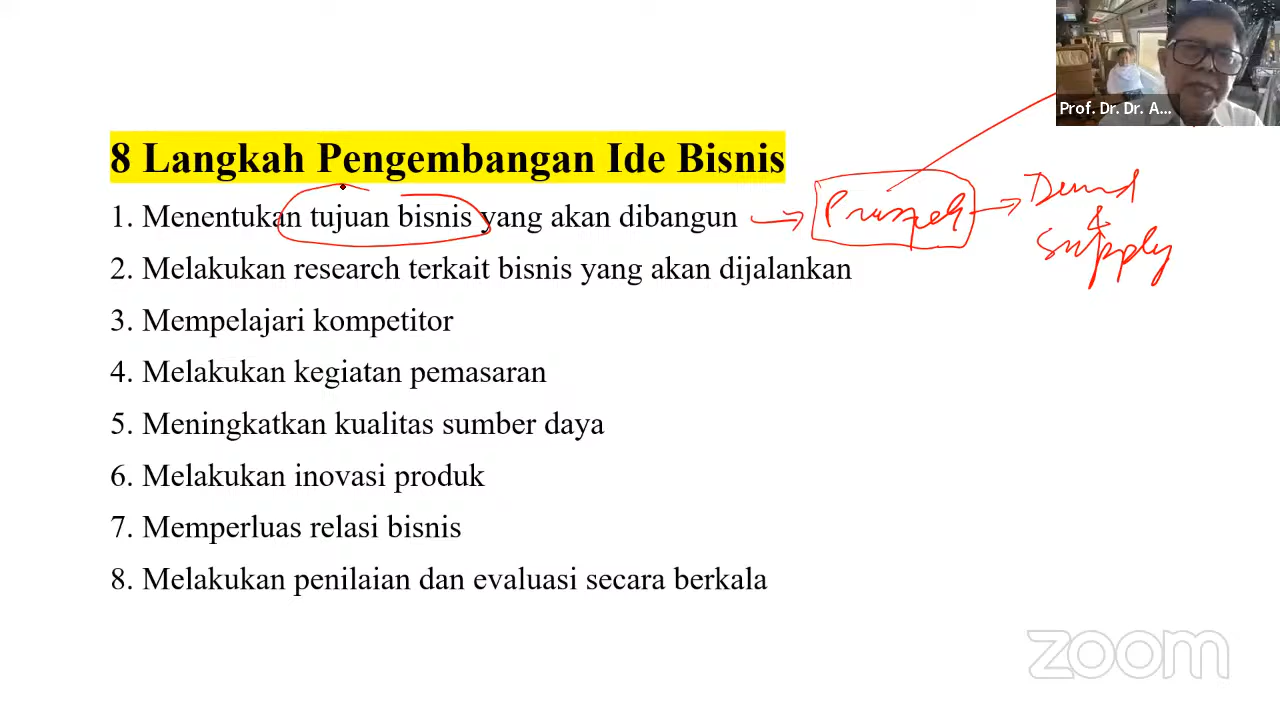 Prof. Dr. Dr. A...
8 Langkah Pengembangan Ide Bisnis
1. Menentukan tujuan bisnis yang akan dibangun
Prospek
Demand
&
Supply
2. Melakukan research terkait bisnis yang akan dijalankan
3. Mempelajari kompetitor
4. Melakukan kegiatan pemasaran
5. Meningkatkan kualitas sumber daya
6. Melakukan inovasi produk
7. Memperluas relasi bisnis
8. Melakukan penilaian dan evaluasi secara berkala
zoom